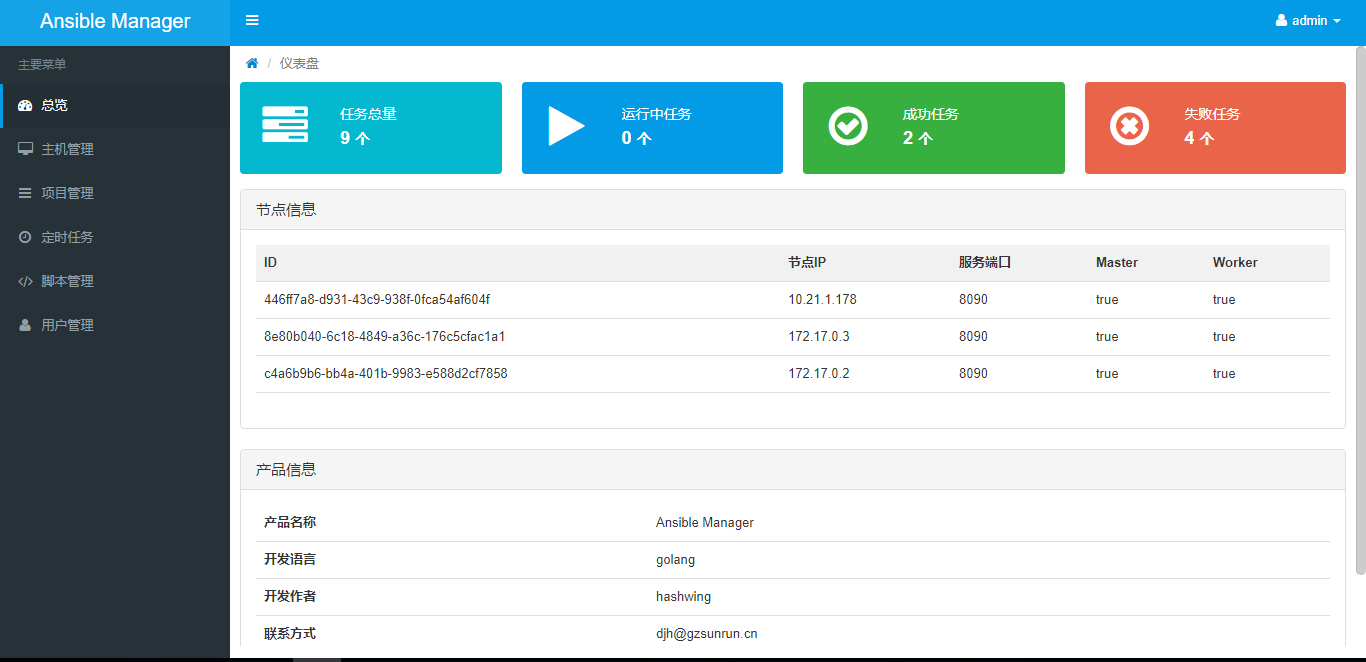 Ansible Manager
admin
主要菜单
总览
主机管理
项目管理
定时任务
脚本管理
用户管理
/ 仪表盘
任务总量
9 个
运行中任务
0 个
成功任务
2 个
失败任务
4 个
节点信息
ID 节点IP 服务端口 Master Worker
446ff7a8-d931-43c9-938f-0fca54af604f 10.21.1.178 8090 true true
8e80b040-6c18-4849-a36c-176c5cfac1a1 172.17.0.3 8090 true true
c4a6b9b6-bb4a-401b-9983-e588d2cf7858 172.17.0.2 8090 true true
产品信息
产品名称 Ansible Manager
开发语言 golang
开发作者 hashwing
联系方式 djh@gzsunrun.cn